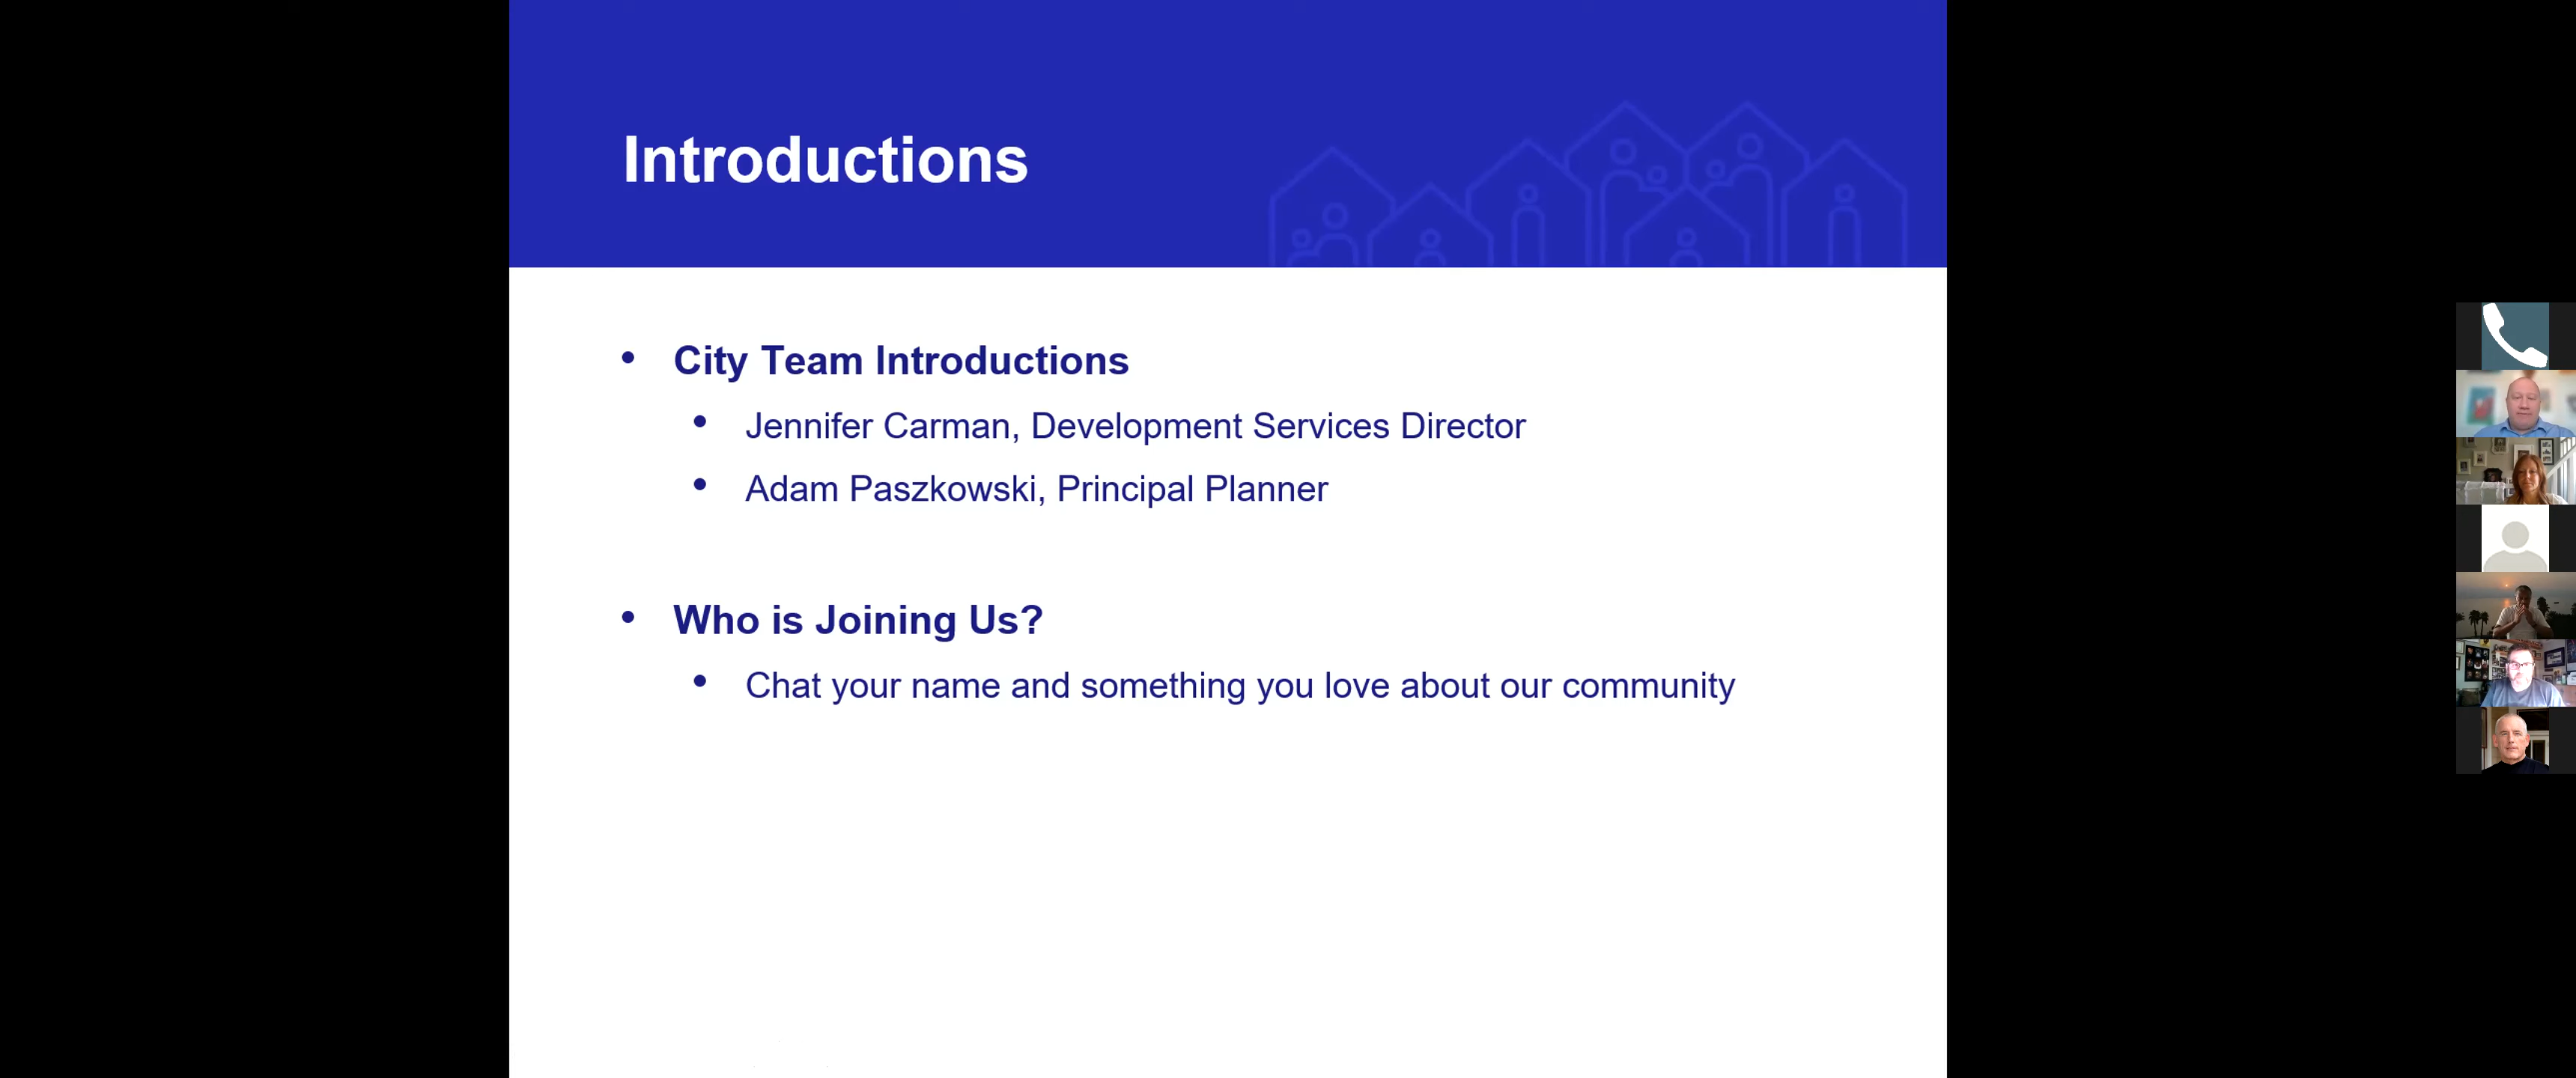 Introductions
• City Team Introductions
• Jennifer Carman, Development Services Director
• Adam Paszkowski, Principal Planner
• Who is Joining Us?
• Chat your name and something you love about our community